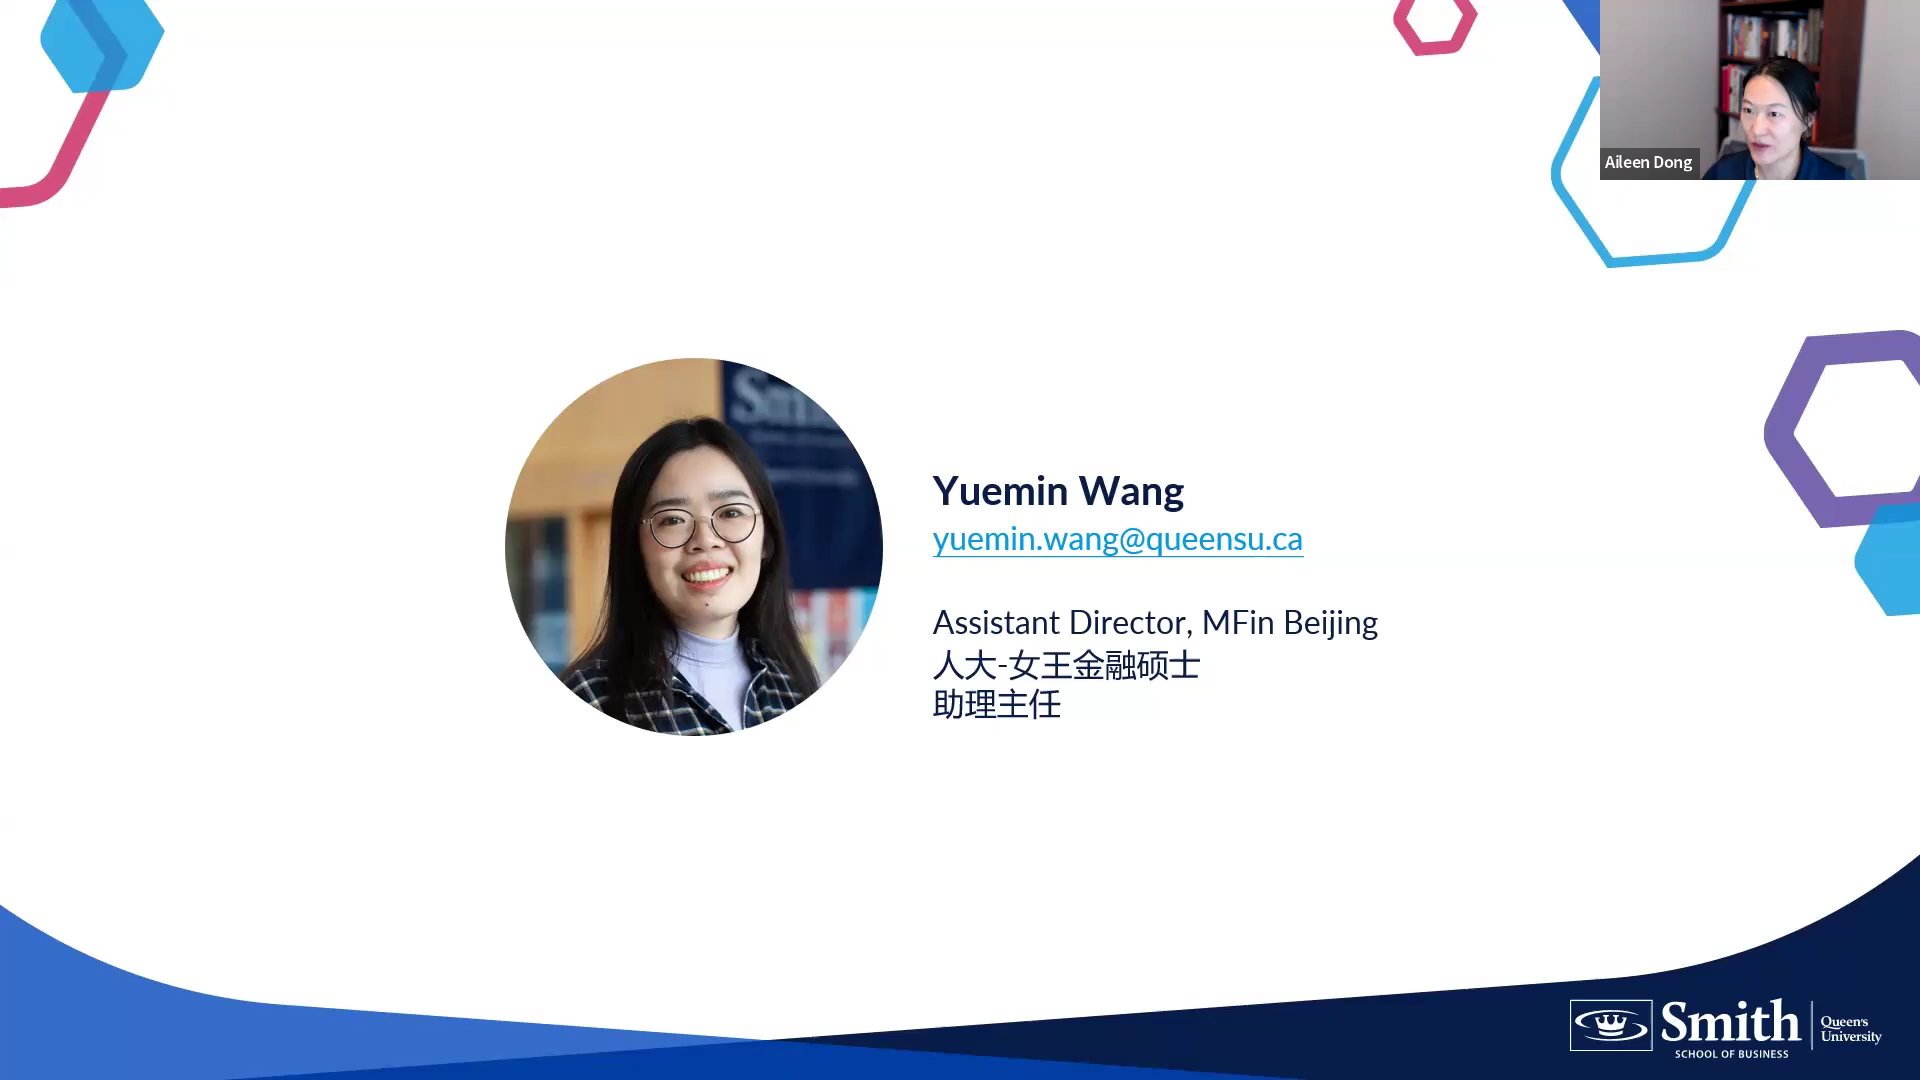 Aileen Dong
Yuemin Wang
yuemin.wang@queensu.ca
Assistant Director, MFin Beijing
人大-女王金融硕士
助理主任
Smith
SCHOOL OF BUSINESS
Queen's
University